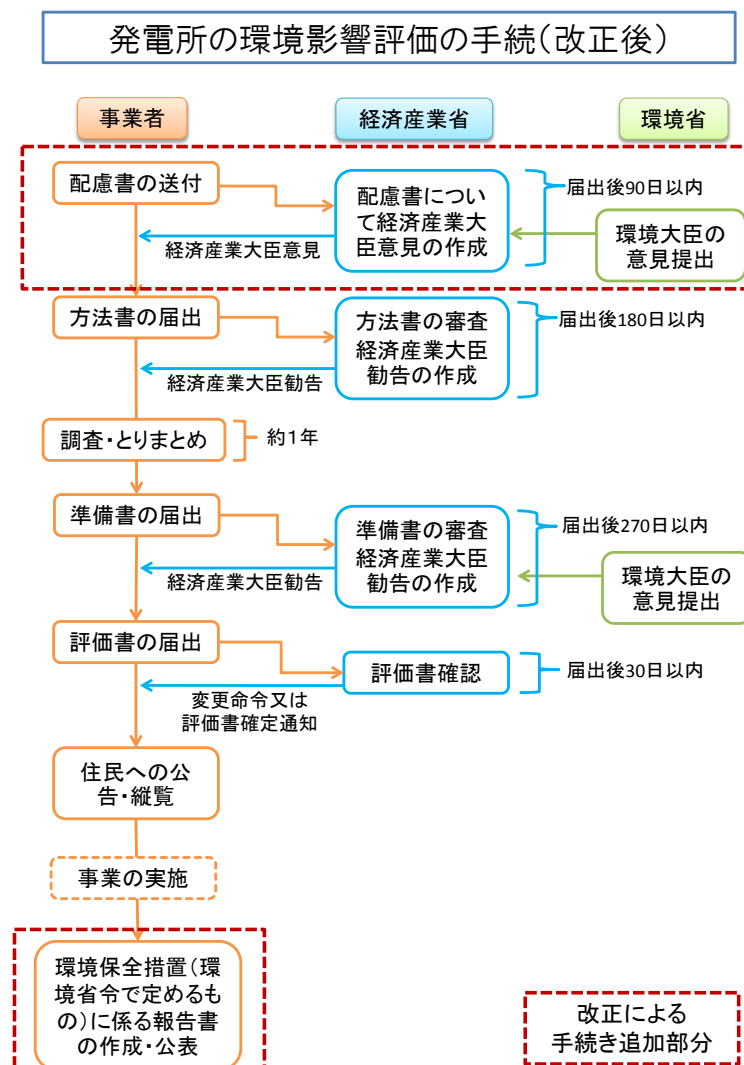 発電所の環境影響評価の手続(改正後)
事業者
経済産業省
環境省
配慮書の送付
配慮書につい
て経済産業大
臣意見の作成
届出後90日以内
環境大臣の
意見提出
経済産業大臣意見
方法書の届出
方法書の審査
経済産業大臣
勧告の作成
届出後180日以内
経済産業大臣勧告
調査・とりまとめ
約1年
準備書の届出
準備書の審査
経済産業大臣
勧告の作成
届出後270日以内
環境大臣の
意見提出
経済産業大臣勧告
評価書の届出
評価書確認
届出後30日以内
変更命令又は
評価書確定通知
住民への公
告・縦覧
事業の実施
環境保全措置(環
境省令で定めるも
の)に係る報告書
の作成・公表
改正による
手続き追加部分